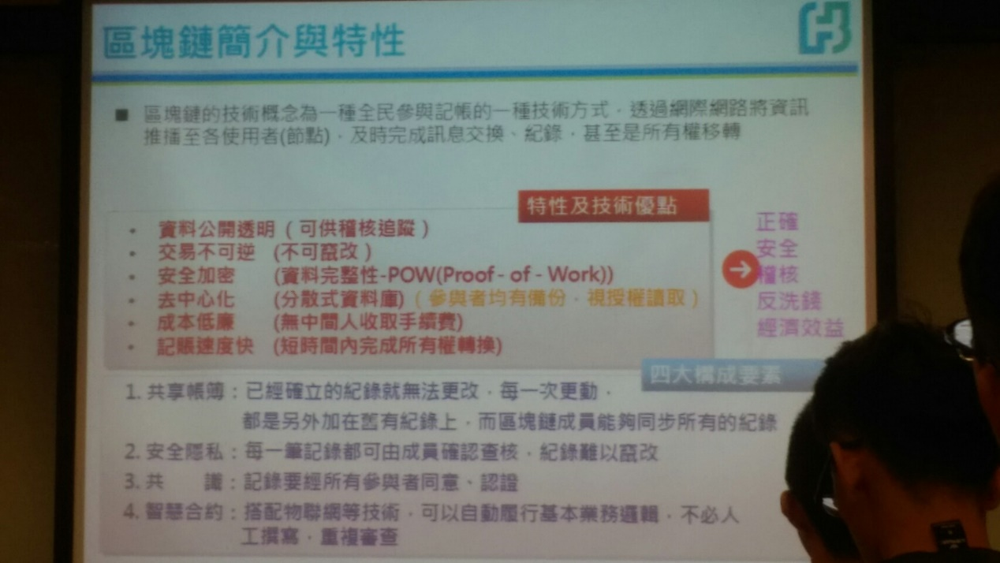 區塊鏈簡介與特性
■ 區塊鏈的技術概念為一種全民參與記帳的一種技術方式，透過網際網路將資訊
推播至各使用者(節點)，及時完成訊息交換、紀錄，甚至是所有權移轉
特性及技術優點
• 資料公開透明（可供稽核追蹤）
• 交易不可逆 (不可竄改）
• 安全加密 (資料完整性-POW(Proof - of - Work))
• 去中心化 (分散式資料庫)（參與者均有備份，視授權讀取）
• 成本低廉 (無中間人收取手續費)
• 記賬速度快 (短時間內完成所有權轉換)
正確
安全
稽核
反洗錢
經濟效益
四大構成要素
1. 共享帳簿：已經確立的紀錄就無法更改，每一次更動，
都是另外加在舊有紀錄上，而區塊鏈成員能夠同步所有的紀錄
2. 安全隱私：每一筆記錄都可由成員確認查核，紀錄難以竄改
3. 共 識：記錄要經所有參與者同意、認證
4. 智慧合約：搭配物聯網等技術，可以自動履行基本業務邏輯，不必人
工撰寫，重複審查